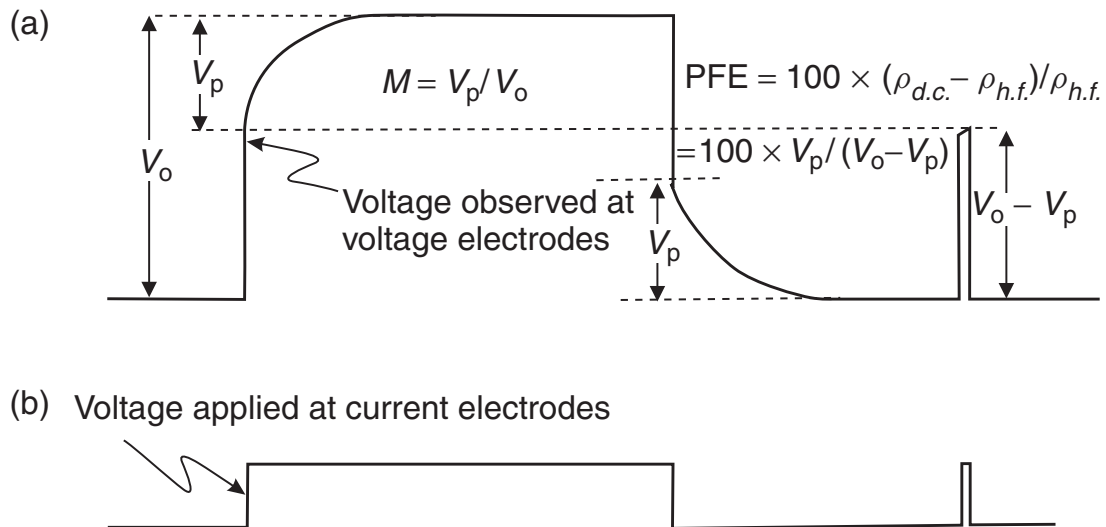 (a)
V_p
M = V_p / V_o
PFE = 100 × (ρ_d.c. – ρ_h.f.)/ρ_h.f.
V_o
=100 × V_p / (V_o–V_p)
Voltage observed at
voltage electrodes
V_p
V_o – V_p
(b) Voltage applied at current electrodes